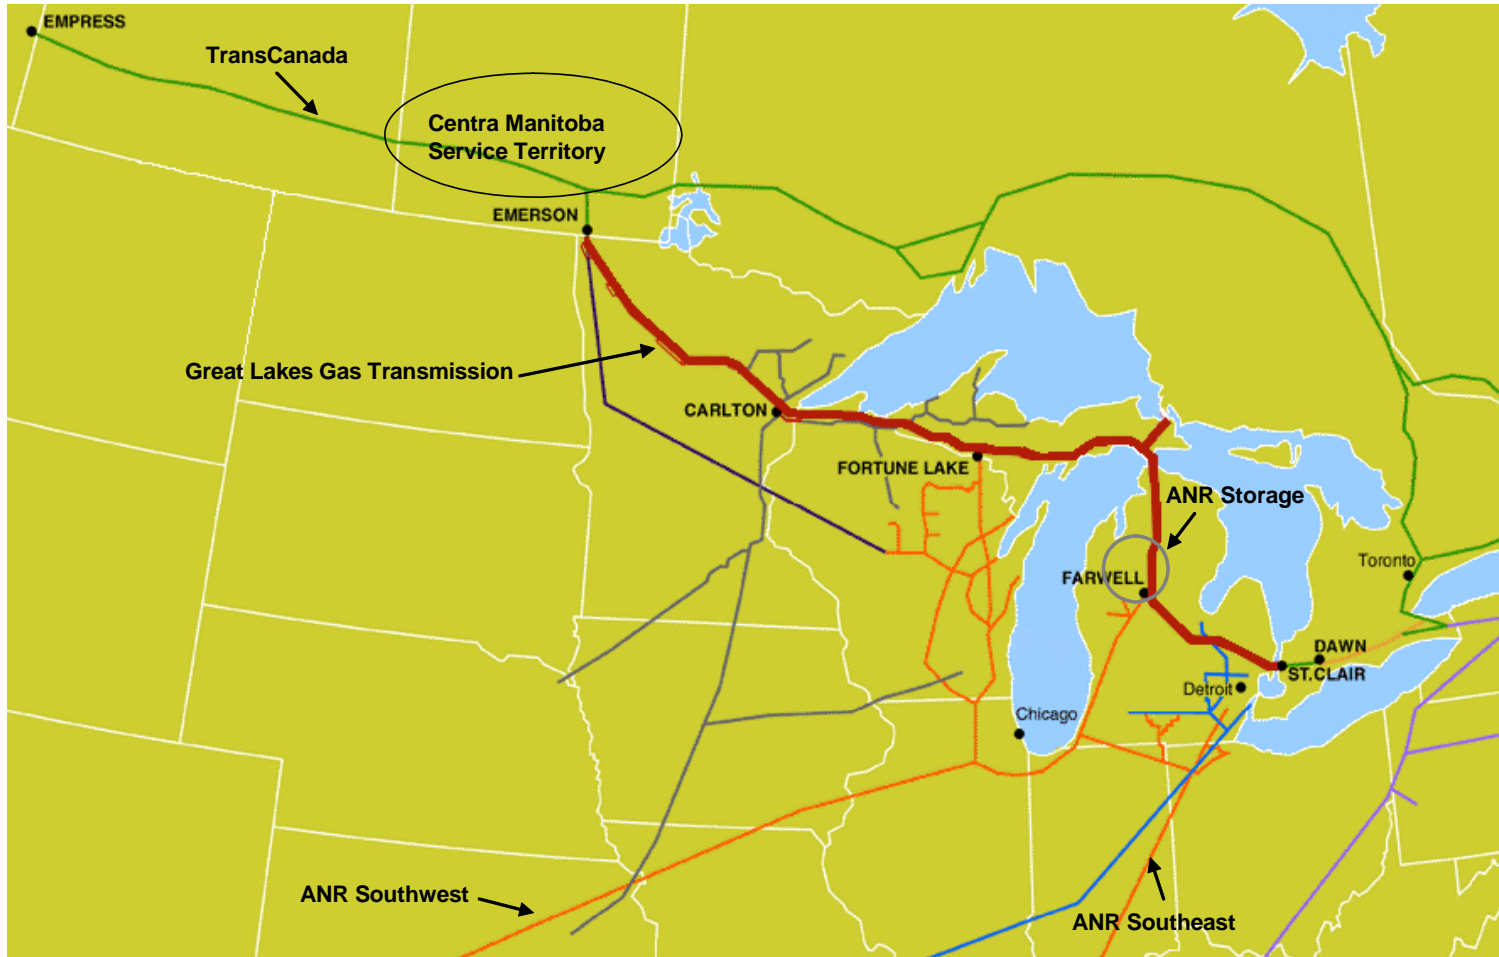 EMPRESS
TransCanada
Centra Manitoba
Service Territory
EMERSON
Great Lakes Gas Transmission
CARLTON
FORTUNE LAKE
ANR Storage
Toronto
FARWELL
DAWN
ST.CLAIR
Detroit
Chicago
ANR Southwest
ANR Southeast